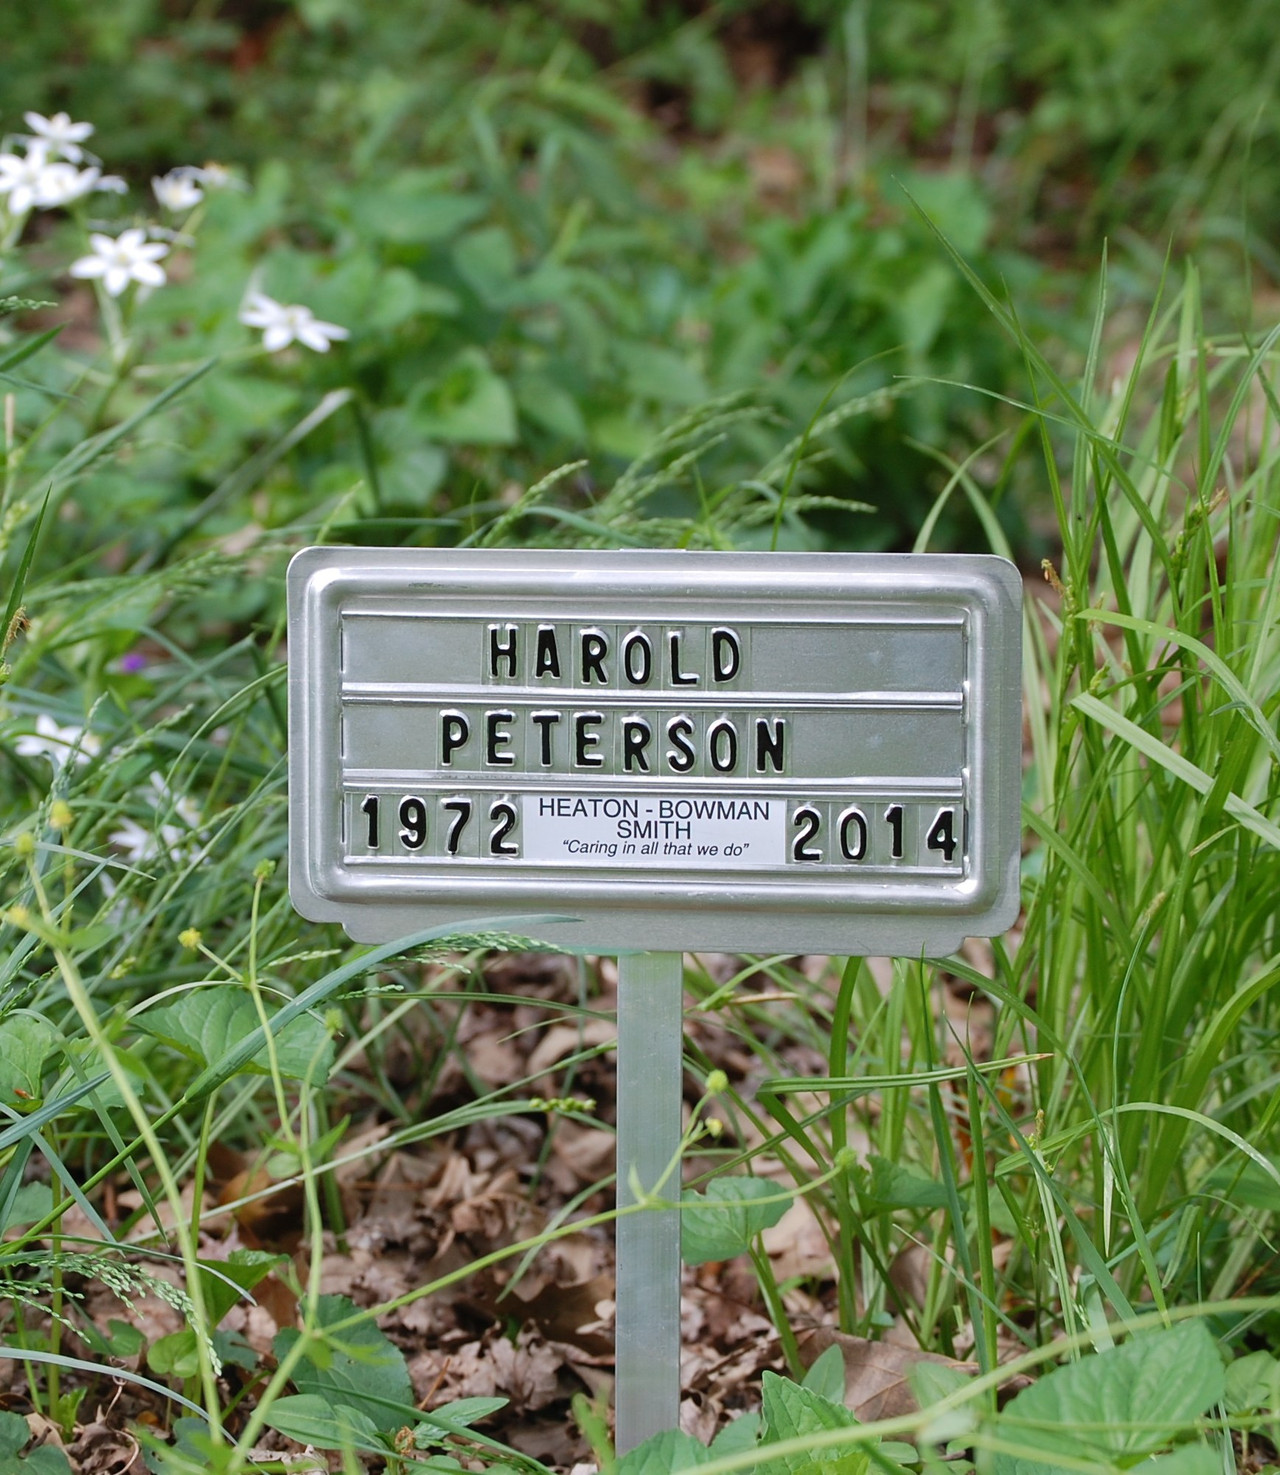 HAROLD
PETERSON
1972 HEATON - BOWMAN SMITH "Caring in all that we do" 2014